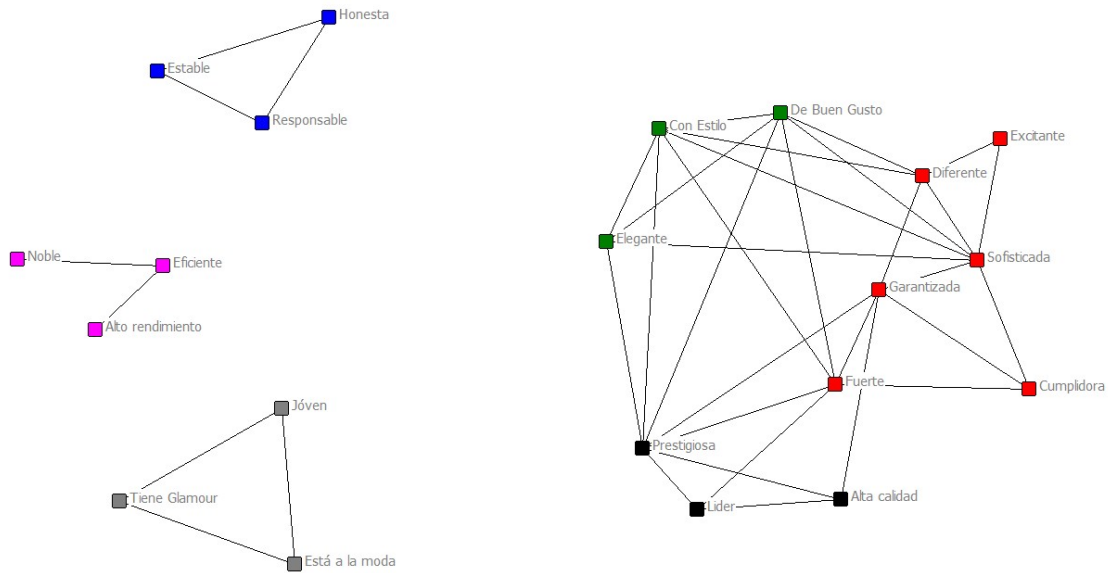 Honesta
Estable
Responsable
Noble
Eficiente
Alto rendimiento
Jóven
Tiene Glamour
Está a la moda
De Buen Gusto
Con Estilo
Excitante
Diferente
Elegante
Sofisticada
Garantizada
Fuerte
Cumplidora
Prestigiosa
Alta calidad
Lider